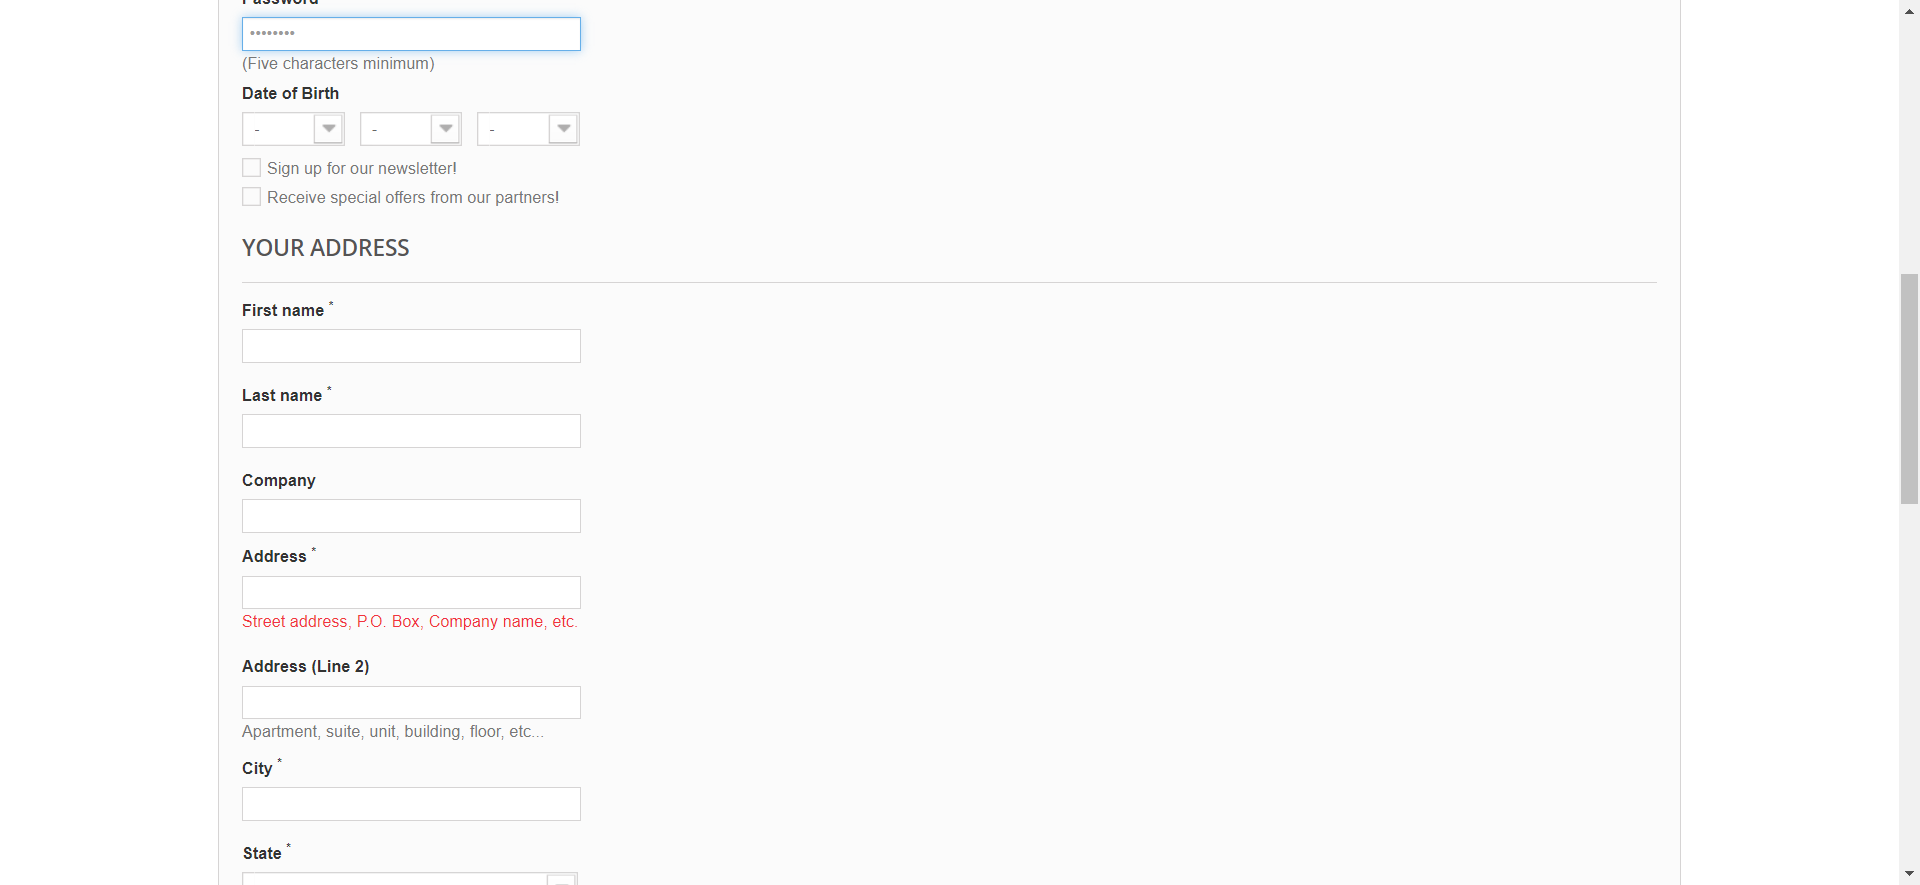 Password
••••••••
(Five characters minimum)
Date of Birth
- - -
Sign up for our newsletter!
Receive special offers from our partners!
YOUR ADDRESS
First name *
Last name *
Company
Address *
Street address, P.O. Box, Company name, etc.
Address (Line 2)
Apartment, suite, unit, building, floor, etc...
City *
State *